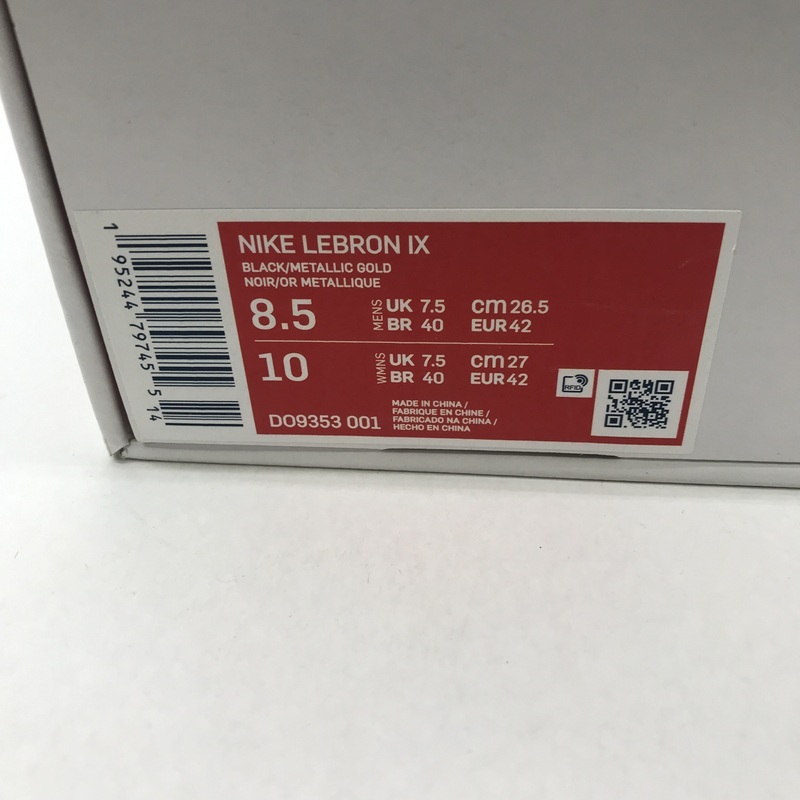 NIKE LEBRON IX
BLACK/METALLIC GOLD
NOIR/OR METALLIQUE
8.5 MENS UK 7.5 cm 26.5
BR 40 EUR 42
10 WMNS UK 7.5 cm 27
BR 40 EUR 42
DO9353 001
MADE IN CHINA /
FABRIQUE EN CHINE /
FABRICADO NA CHINA /
HECHO EN CHINA
RFID
1 95244 79745 5 14